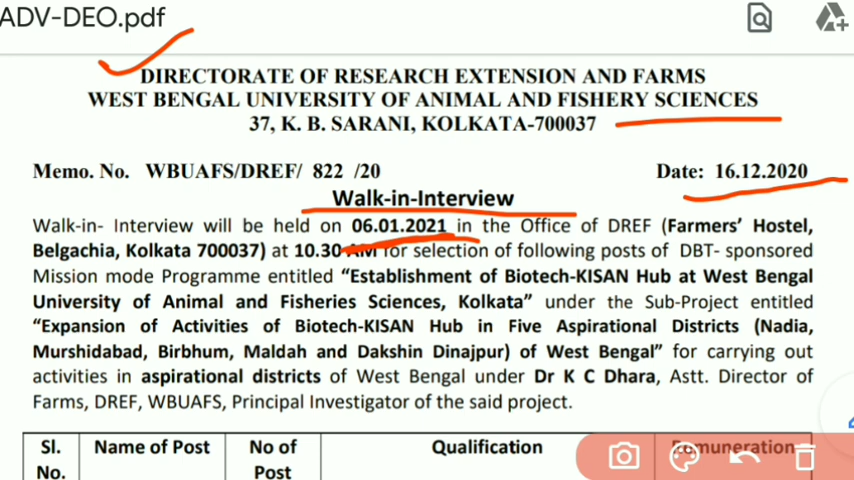 ADV-DEO.pdf
DIRECTORATE OF RESEARCH EXTENSION AND FARMS
WEST BENGAL UNIVERSITY OF ANIMAL AND FISHERY SCIENCES
37, K. B. SARANI, KOLKATA-700037
Memo. No. WBUAFS/DREF/ 822 /20 Date: 16.12.2020
Walk-in-Interview
Walk-in- Interview will be held on 06.01.2021 in the Office of DREF (Farmers' Hostel,
Belgachia, Kolkata 700037) at 10.30 AM for selection of following posts of DBT- sponsored
Mission mode Programme entitled “Establishment of Biotech-KISAN Hub at West Bengal
University of Animal and Fisheries Sciences, Kolkata” under the Sub-Project entitled
“Expansion of Activities of Biotech-KISAN Hub in Five Aspirational Districts (Nadia,
Murshidabad, Birbhum, Maldah and Dakshin Dinajpur) of West Bengal” for carrying out
activities in aspirational districts of West Bengal under Dr K C Dhara, Astt. Director of
Farms, DREF, WBUAFS, Principal Investigator of the said project.
Sl. Name of Post No of Qualification Remuneration
No. Post